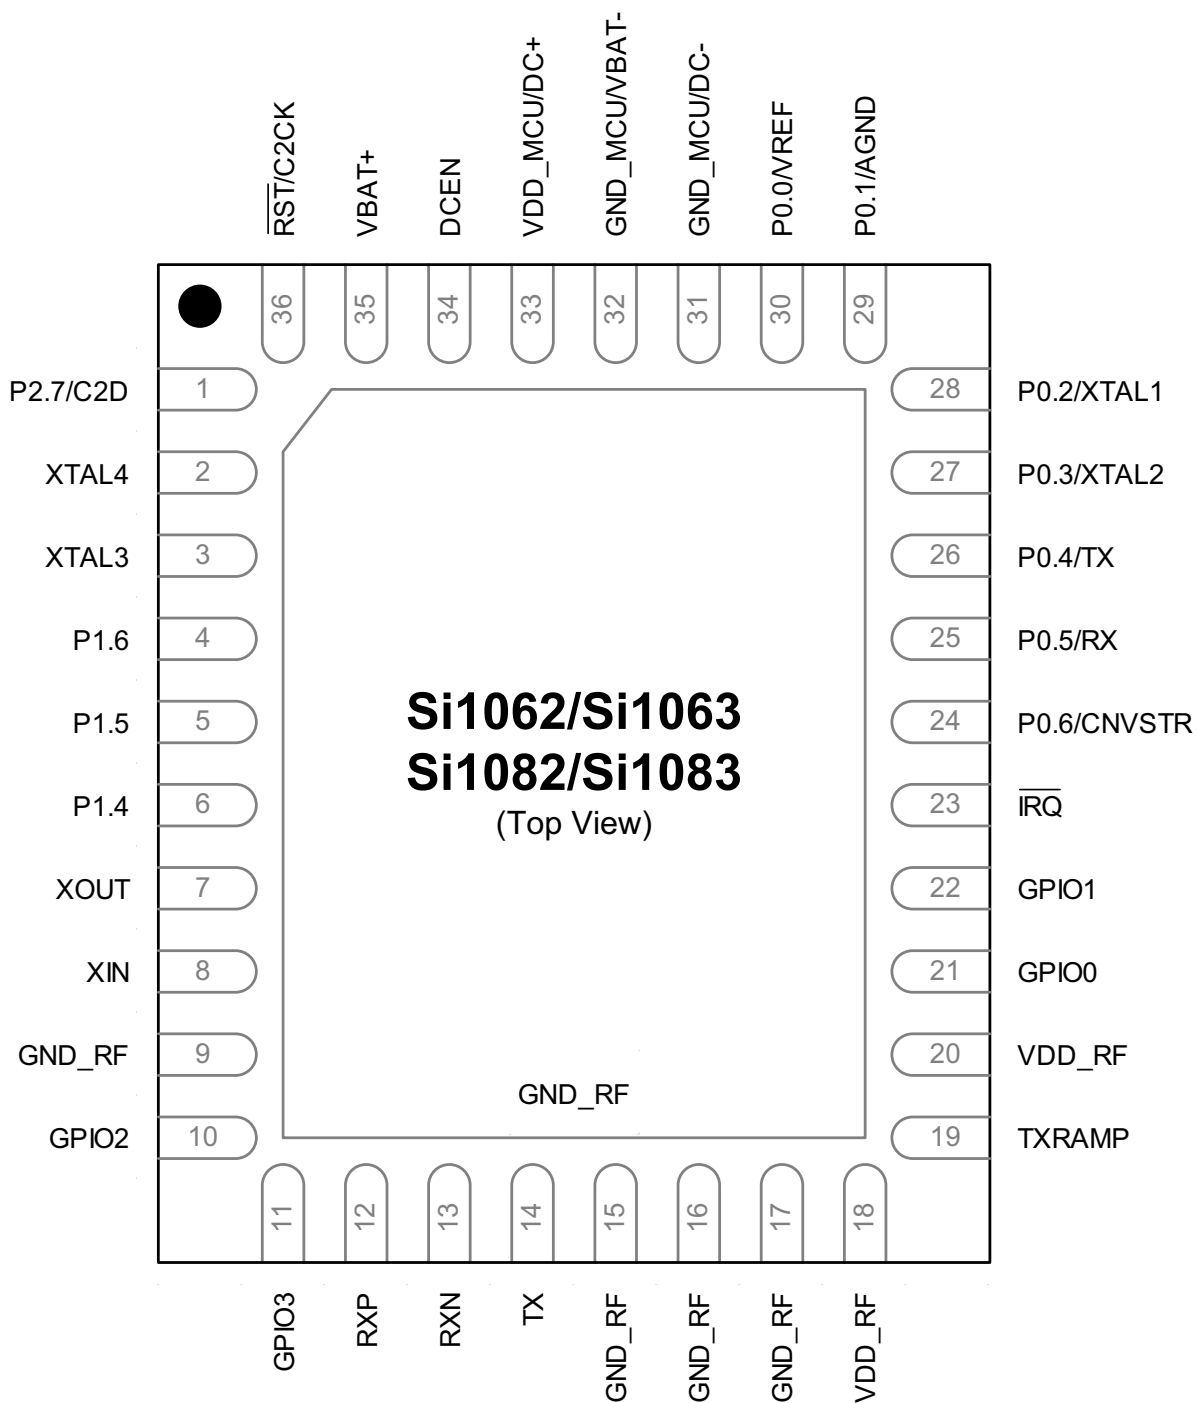 RST/C2CK
VBAT+
DCEN
VDD_MCU/DC+
GND_MCU/VBAT-
GND_MCU/DC-
P0.0/VREF
P0.1/AGND
36
35
34
33
32
31
30
29
P2.7/C2D 1
XTAL4 2
XTAL3 3
P1.6 4
P1.5 5
P1.4 6
XOUT 7
XIN 8
GND_RF 9
GPIO2 10
28 P0.2/XTAL1
27 P0.3/XTAL2
26 P0.4/TX
25 P0.5/RX
24 P0.6/CNVSTR
23 IRQ
22 GPIO1
21 GPIO0
20 VDD_RF
19 TXRAMP
Si1062/Si1063
Si1082/Si1083
(Top View)
GND_RF
11
12
13
14
15
16
17
18
GPIO3
RXP
RXN
TX
GND_RF
GND_RF
GND_RF
VDD_RF